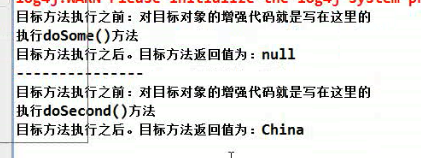 log4j:WARN Please initialize the log4j system pr
目标方法执行之前：对目标对象的增强代码就是写在这里的
执行doSome()方法
目标方法执行之后。目标方法返回值为：null
---------------
目标方法执行之前：对目标对象的增强代码就是写在这里的
执行doSecond()方法
目标方法执行之后。目标方法返回值为：China